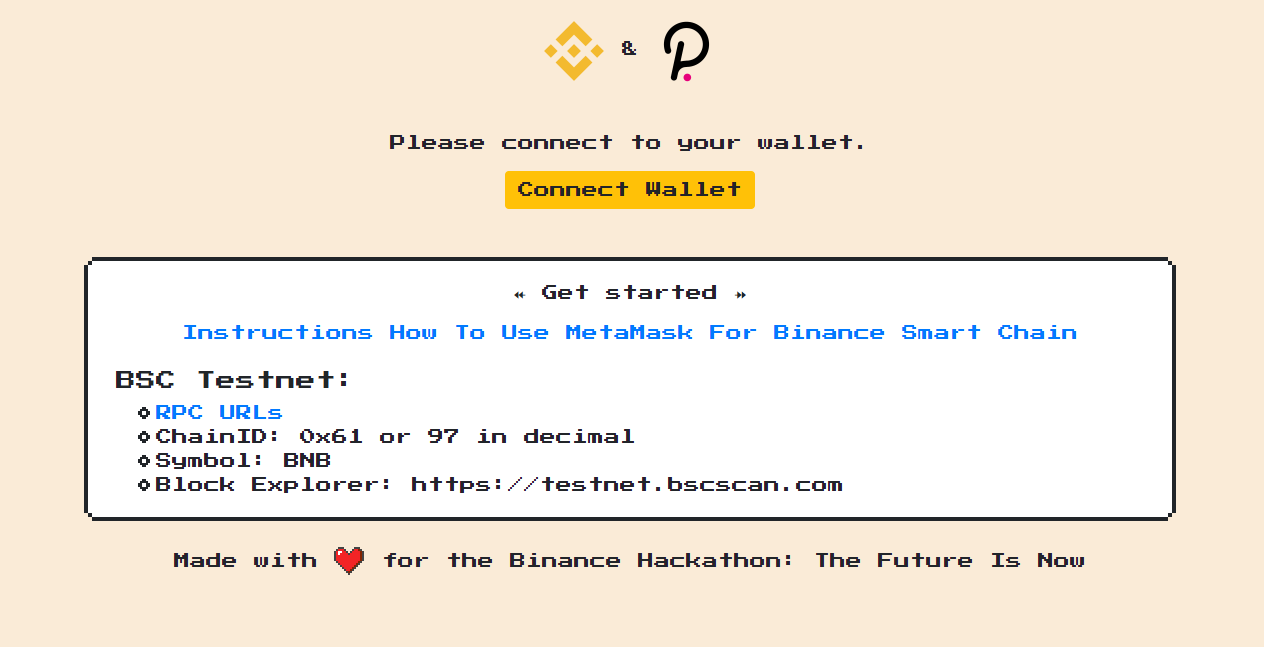 &
Please connect to your wallet.
Connect Wallet
Get started
Instructions How To Use MetaMask For Binance Smart Chain
BSC Testnet:
RPC URLs
ChainID: 0x61 or 97 in decimal
Symbol: BNB
Block Explorer: https://testnet.bscscan.com
Made with ❤ for the Binance Hackathon: The Future Is Now